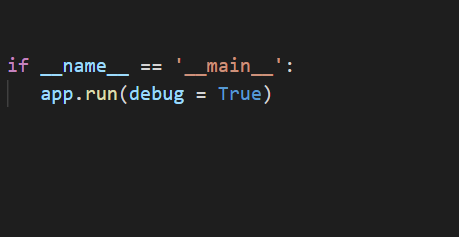 if __name__ == '__main__':
   app.run(debug = True)